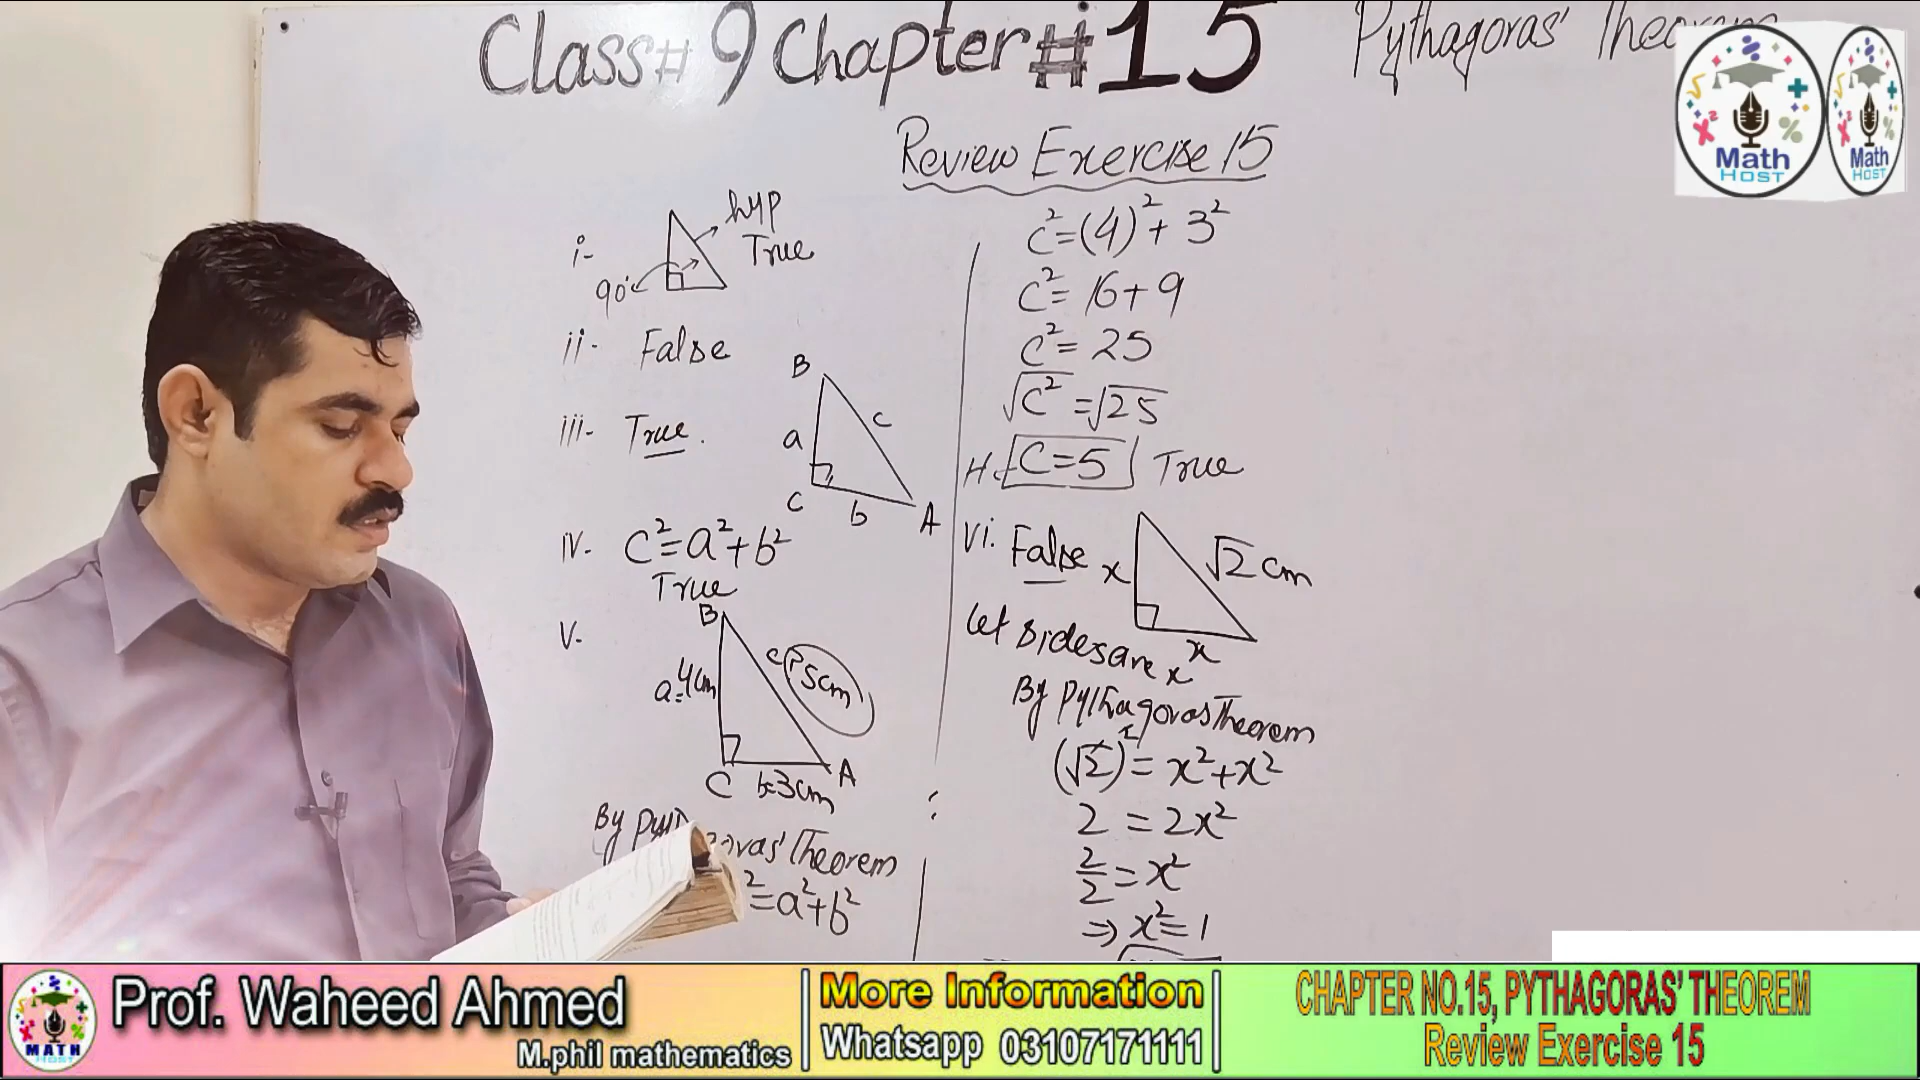 Class# 9 Chapter # 15
Pythagoras' Theorem
Math
HOST
Math
HOST
Review Exercise 15
i-
hyp
True
90°
ii- False
iii- True.
B
a
c
C
b
A
iv- c²=a²+b²
True
v.
B
a=4cm
c=?
5cm
C
b=3cm
A
By
Theorem
²=a²+b²
c²=(4)²+3²
c²=16+9
c²=25
√c²=√25
H. C=5 True
vi. False
x
√2 cm
x
Let sides are x
By Pythagoras Theorem
(√2)²=x²+x²
2 = 2x²
2/2 = x²
⇒ x²=1
MATH
HOST
Prof. Waheed Ahmed
M.phil mathematics
More Information
Whatsapp 03107171111
CHAPTER NO.15, PYTHAGORAS' THEOREM
Review Exercise 15